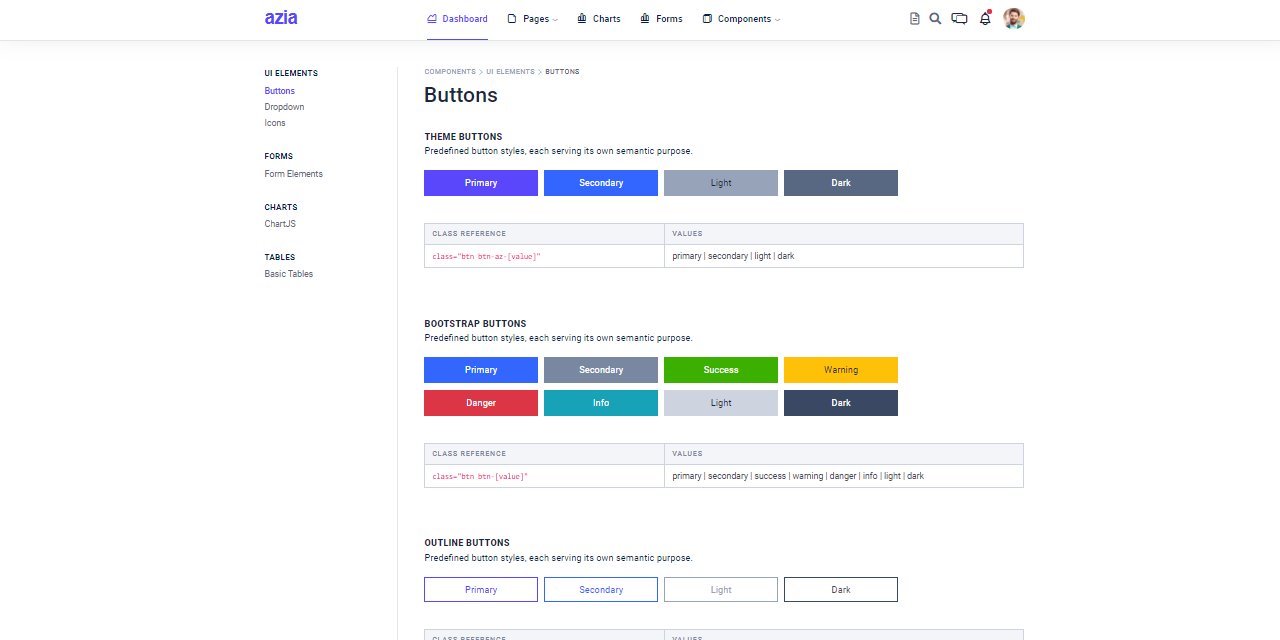 azia
Dashboard Pages Charts Forms Components
UI ELEMENTS
Buttons
Dropdown
Icons
FORMS
Form Elements
CHARTS
ChartJS
TABLES
Basic Tables
COMPONENTS > UI ELEMENTS > BUTTONS
Buttons
THEME BUTTONS
Predefined button styles, each serving its own semantic purpose.
Primary Secondary Light Dark
CLASS REFERENCE VALUES
class="btn btn-az-[value]" primary | secondary | light | dark
BOOTSTRAP BUTTONS
Predefined button styles, each serving its own semantic purpose.
Primary Secondary Success Warning
Danger Info Light Dark
CLASS REFERENCE VALUES
class="btn btn-[value]" primary | secondary | success | warning | danger | info | light | dark
OUTLINE BUTTONS
Predefined button styles, each serving its own semantic purpose.
Primary Secondary Light Dark
CLASS REFERENCE VALUES